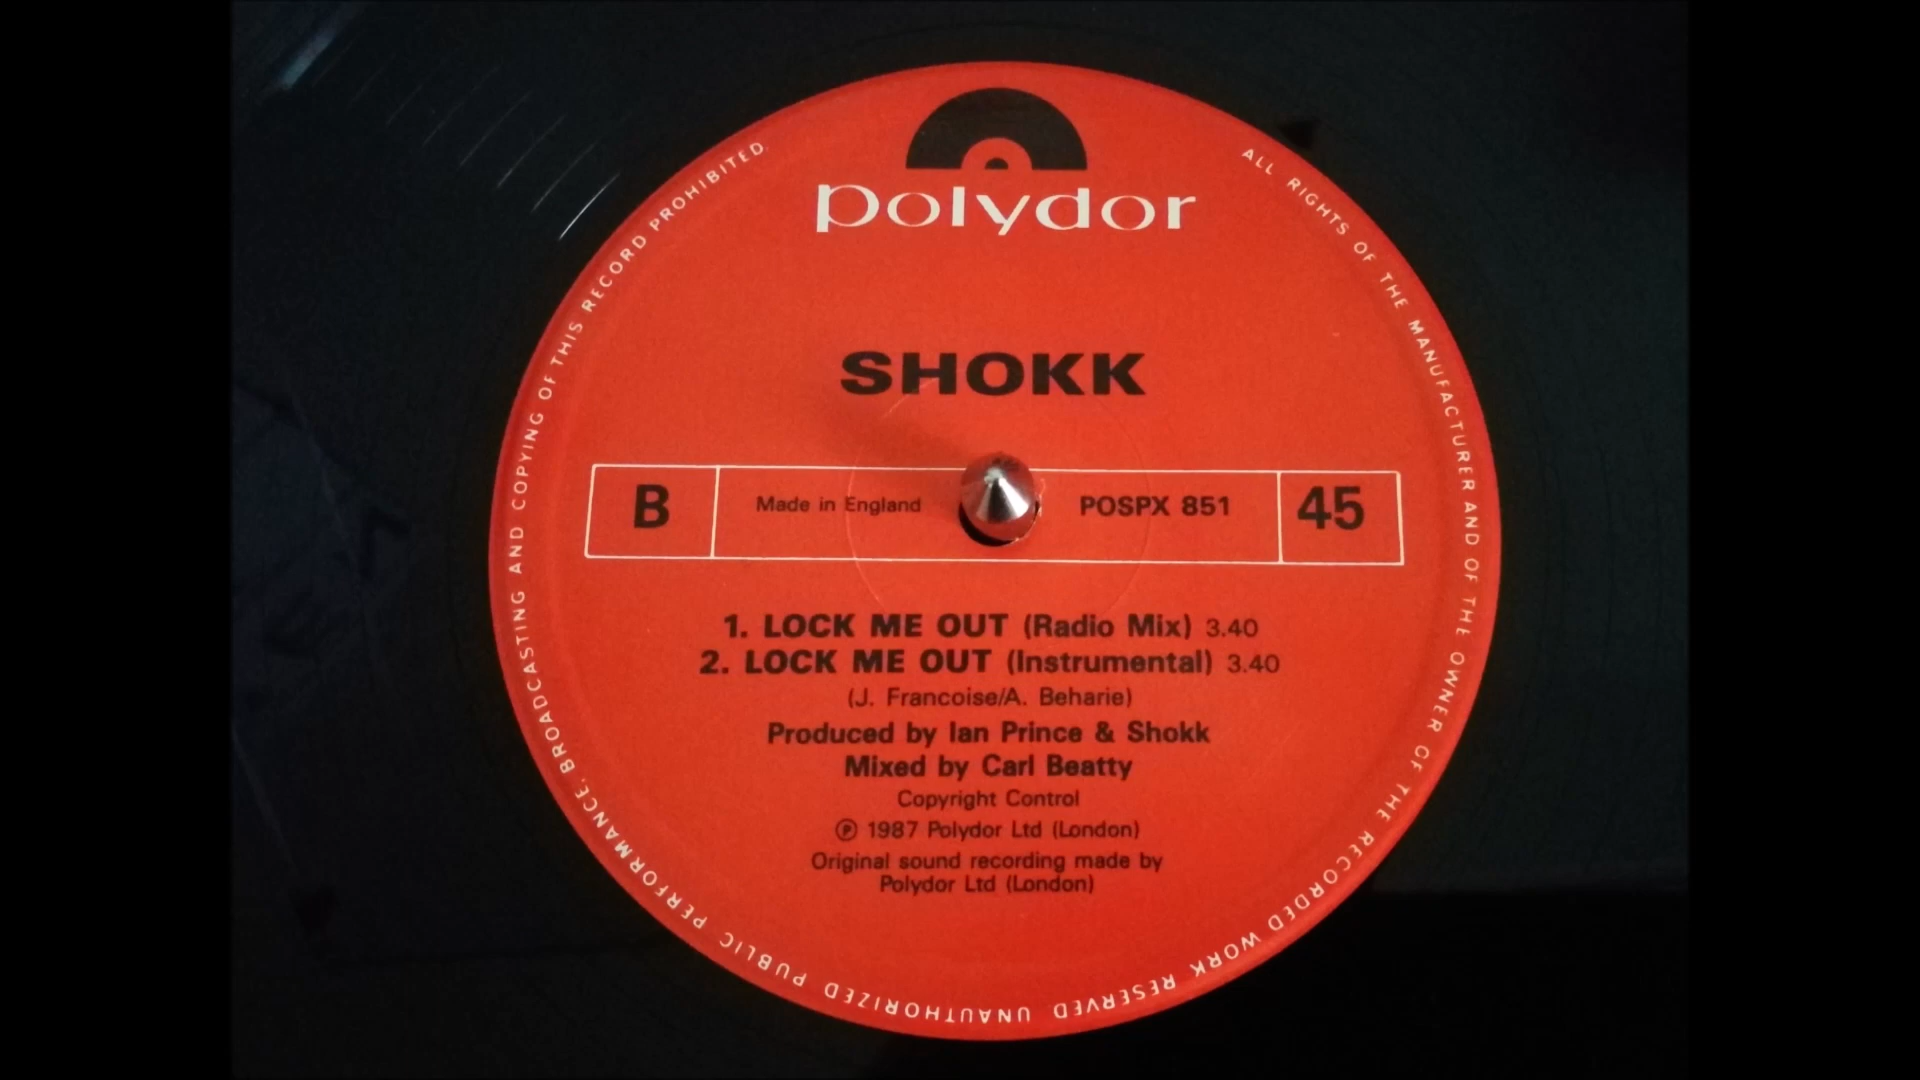 polydor
SHOKK
B
Made in England
POSPX 851
45
1. LOCK ME OUT (Radio Mix) 3.40
2. LOCK ME OUT (Instrumental) 3.40
(J. Francoise/A. Beharie)
Produced by Ian Prince & Shokk
Mixed by Carl Beatty
Copyright Control
℗ 1987 Polydor Ltd (London)
Original sound recording made by
Polydor Ltd (London)
ALL RIGHTS OF THE MANUFACTURER AND OF THE OWNER OF THE RECORDED WORK RESERVED UNAUTHORIZED PUBLIC PERFORMANCE, BROADCASTING AND COPYING OF THIS RECORD PROHIBITED